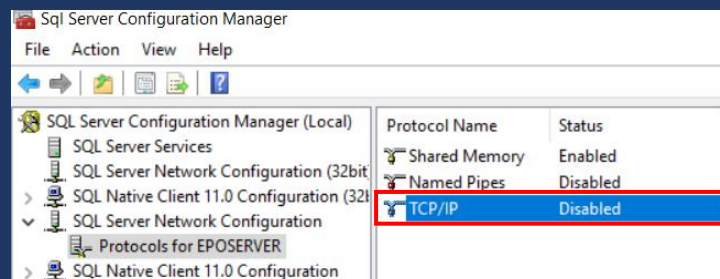 Sql Server Configuration Manager
File Action View Help
SQL Server Configuration Manager (Local)
SQL Server Services
SQL Server Network Configuration (32bit
SQL Native Client 11.0 Configuration (32
SQL Server Network Configuration
Protocols for EPOSERVER
SQL Native Client 11.0 Configuration
Protocol Name Status
Shared Memory Enabled
Named Pipes Disabled
TCP/IP Disabled